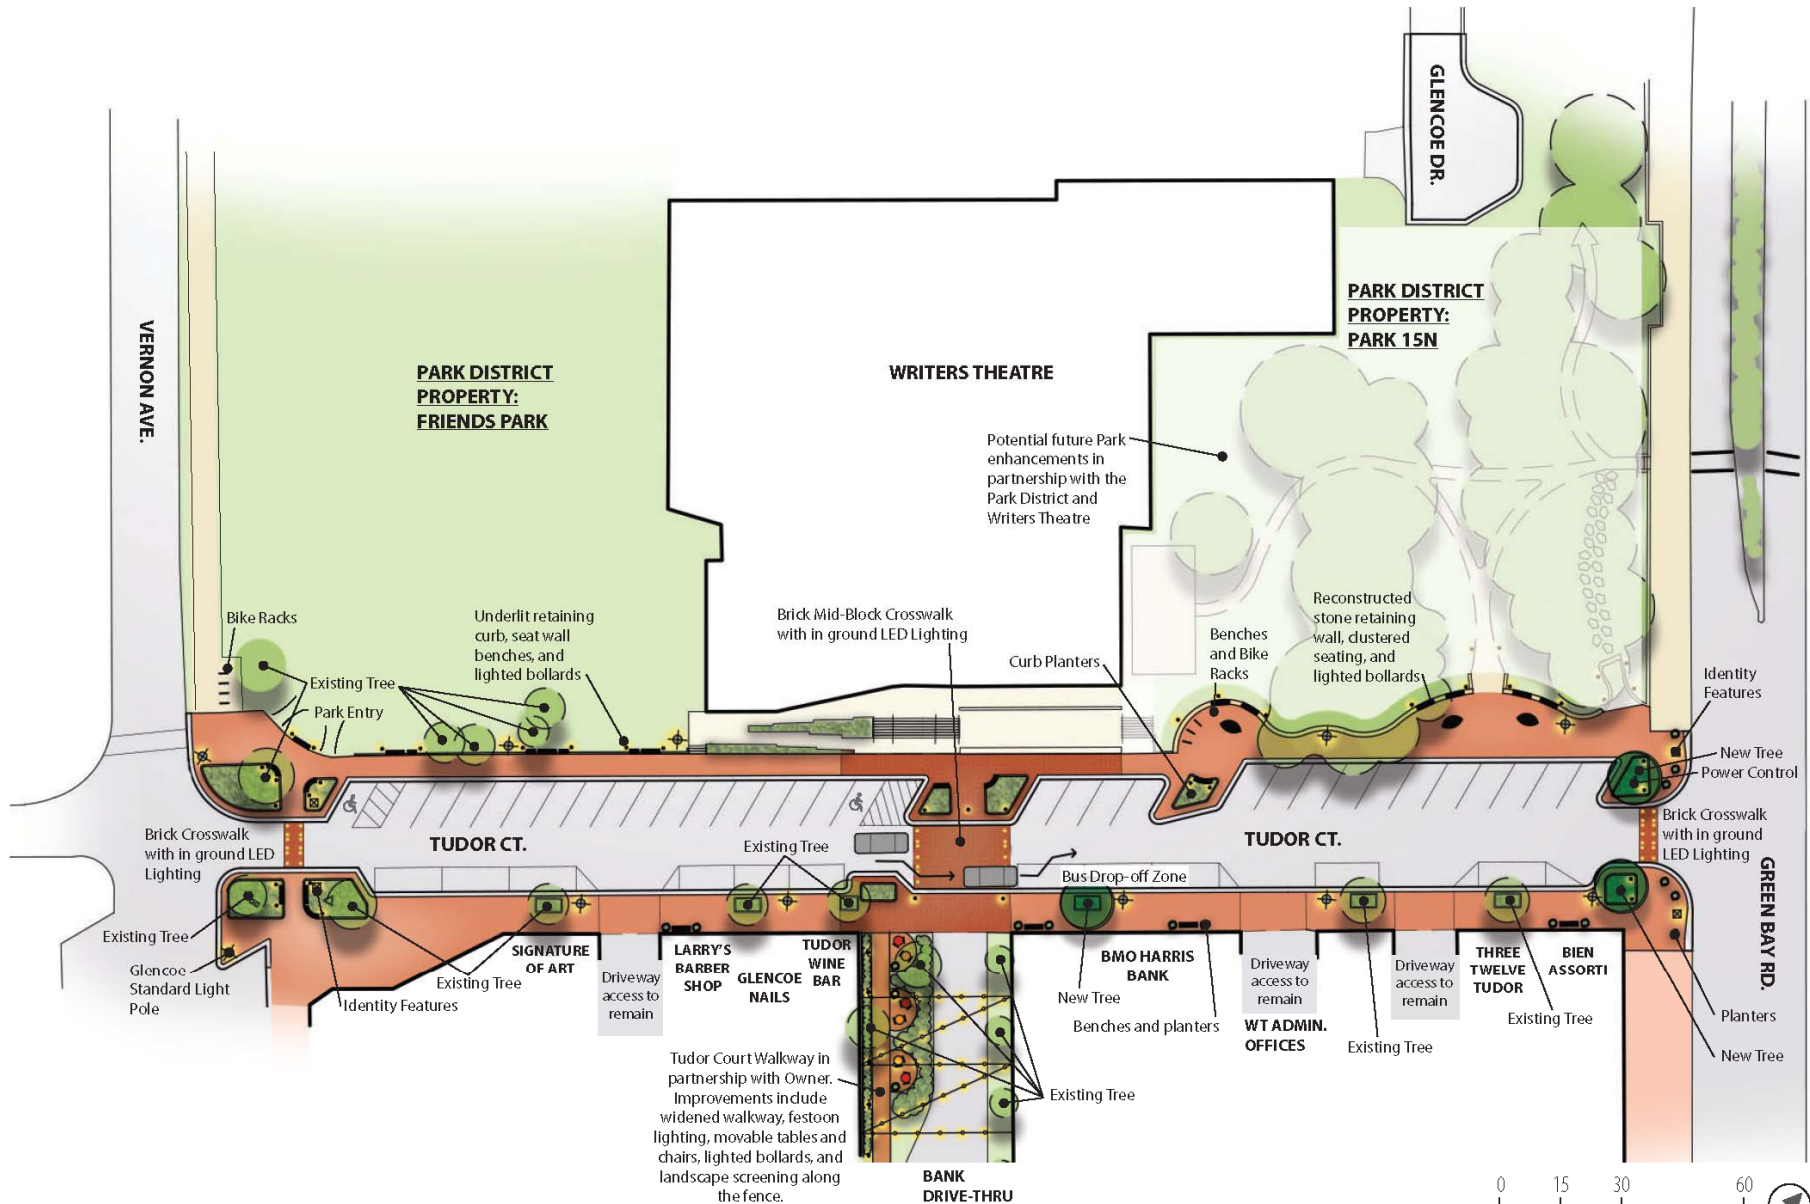 GLENCOE DR.
VERNON AVE.
PARK DISTRICT
PROPERTY:
FRIENDS PARK
WRITERS THEATRE
PARK DISTRICT
PROPERTY:
PARK 15N
Potential future Park
enhancements in
partnership with the
Park District and
Writers Theatre
Bike Racks
Underlit retaining
curb, seat wall
benches, and
lighted bollards
Existing Tree
Park Entry
Brick Mid-Block Crosswalk
with in ground LED Lighting
Curb Planters
Benches
and Bike
Racks
Reconstructed
stone retaining
wall, clustered
seating, and
lighted bollards
Identity
Features
New Tree
Power Control
Brick Crosswalk
with in ground LED
Lighting
TUDOR CT.
Existing Tree
TUDOR CT.
Bus Drop-off Zone
Brick Crosswalk
with in ground
LED Lighting
GREEN BAY RD.
Existing Tree
Glencoe
Standard Light
Pole
Identity Features
Existing Tree
SIGNATURE
OF ART
Driveway
access to
remain
LARRY'S
BARBER
SHOP
GLENCOE
NAILS
TUDOR
WINE
BAR
BMO HARRIS
BANK
New Tree
Benches and planters
Driveway
access to
remain
WT ADMIN.
OFFICES
Existing Tree
Driveway
access to
remain
THREE
TWELVE
TUDOR
BIEN
ASSORTI
Existing Tree
Planters
New Tree
Tudor Court Walkway in
partnership with Owner.
Improvements include
widened walkway, festoon
lighting, movable tables and
chairs, lighted bollards, and
landscape screening along
the fence.
Existing Tree
BANK
DRIVE-THRU
0 15 30 60